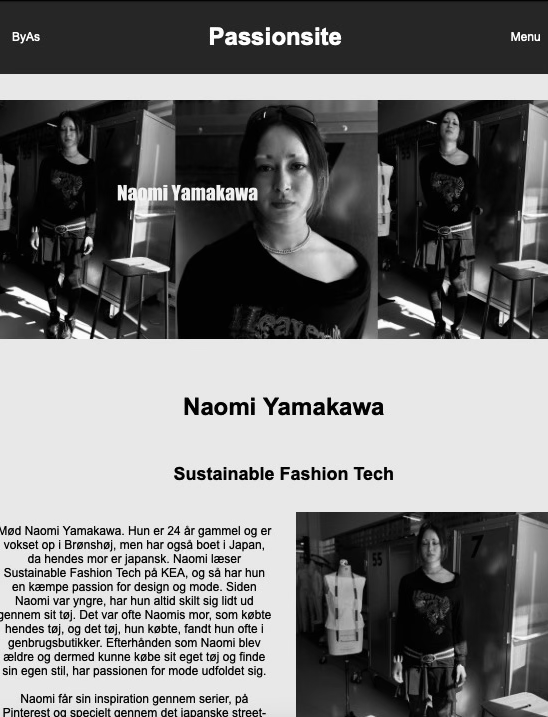 ByAs
Passionsite
Menu
Naomi Yamakawa
Naomi Yamakawa
Sustainable Fashion Tech
Mød Naomi Yamakawa. Hun er 24 år gammel og er
vokset op i Brønshøj, men har også boet i Japan,
da hendes mor er japansk. Naomi læser
Sustainable Fashion Tech på KEA, og så har hun
en kæmpe passion for design og mode. Siden
Naomi var yngre, har hun altid skilt sig lidt ud
gennem sit tøj. Det var ofte Naomis mor, som købte
hendes tøj, og det tøj, hun købte, fandt hun ofte i
genbrugsbutikker. Efterhånden som Naomi blev
ældre og dermed kunne købe sit eget tøj og finde
sin egen stil, har passionen for mode udfoldet sig.
Naomi får sin inspiration gennem serier, på
Pinterest og specielt gennem det japanske street-